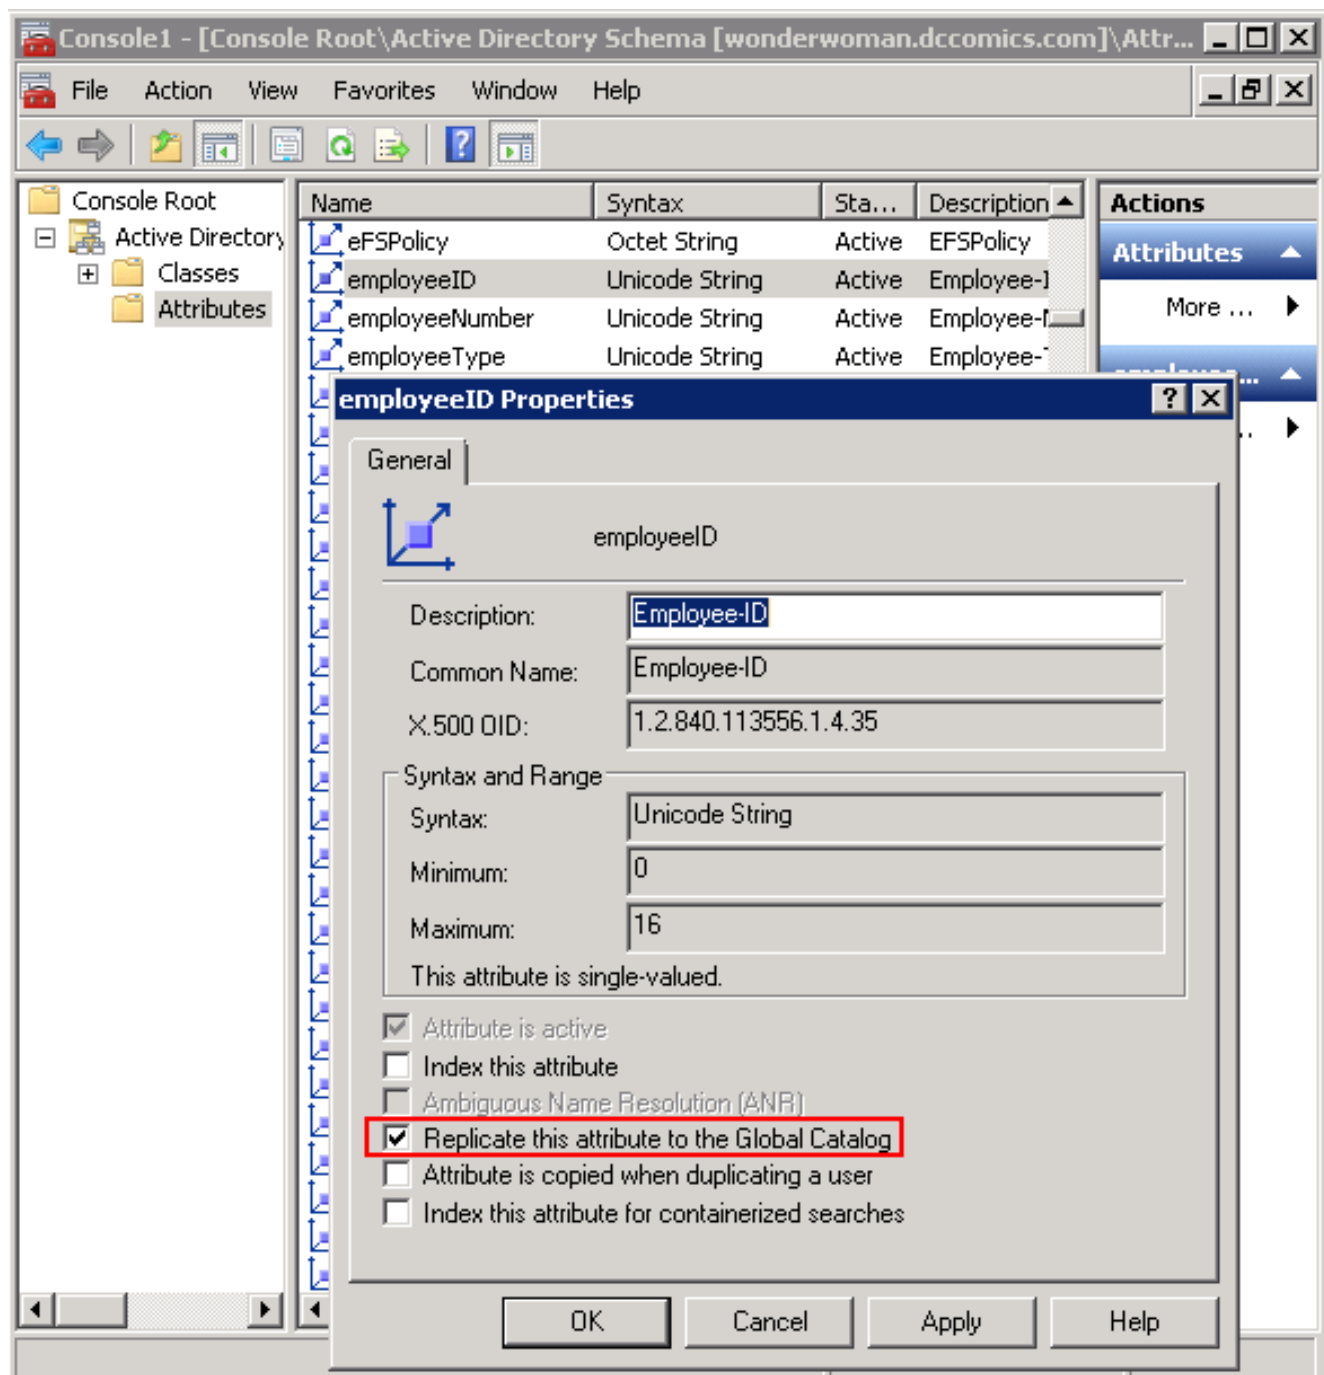 Console1 - [Console Root\Active Directory Schema [wonderwoman.dccomics.com]\Attr...
File Action View Favorites Window Help
Console Root
Active Directory
Classes
Attributes
Name Syntax Sta... Description
eFSPolicy Octet String Active EFSPolicy
employeeID Unicode String Active Employee-I
employeeNumber Unicode String Active Employee-N
employeeType Unicode String Active Employee-T
Actions
Attributes
More ...
employeeID Properties
General
employeeID
Description: Employee-ID
Common Name: Employee-ID
X.500 OID: 1.2.840.113556.1.4.35
Syntax and Range
Syntax: Unicode String
Minimum: 0
Maximum: 16
This attribute is single-valued.
Attribute is active
Index this attribute
Ambiguous Name Resolution (ANR)
Replicate this attribute to the Global Catalog
Attribute is copied when duplicating a user
Index this attribute for containerized searches
OK Cancel Apply Help